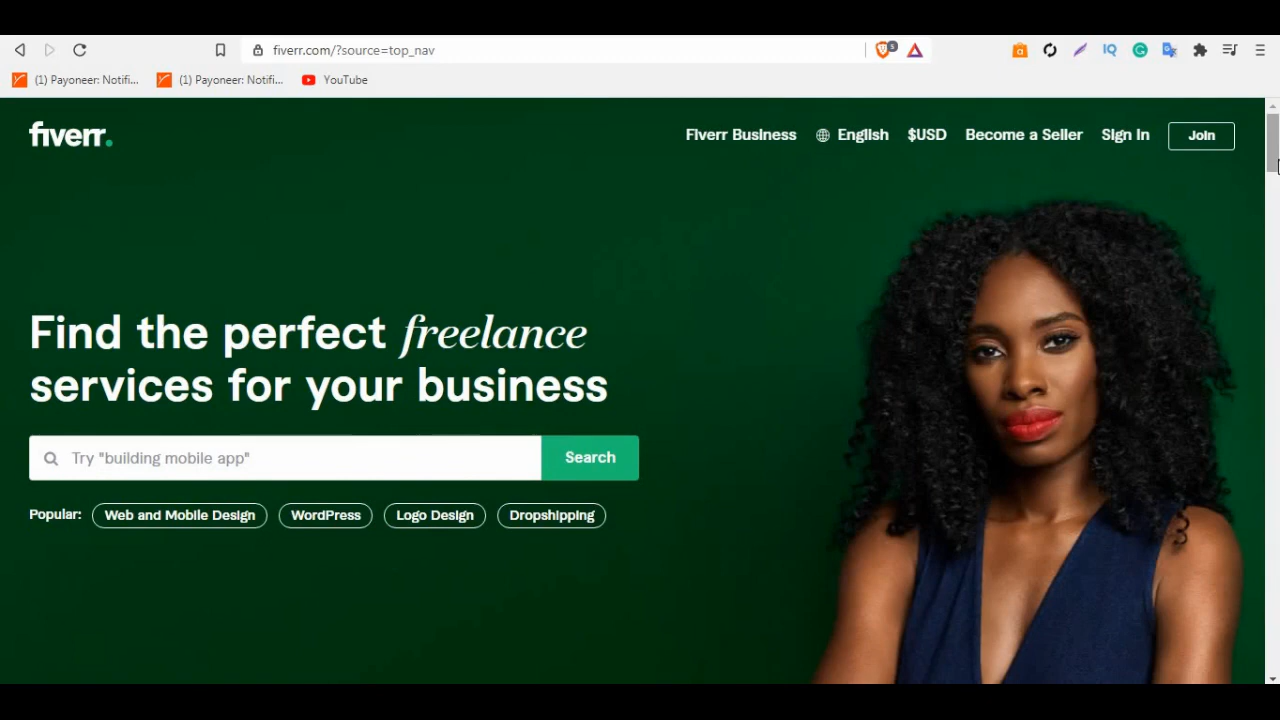 fiverr.com/?source=top_nav
5
a
IQ
G
(1) Payoneer: Notifi...
(1) Payoneer: Notifi...
YouTube
fiverr.
Fiverr Business
English
$USD
Become a Seller
Sign In
Join
Find the perfect freelance
services for your business
Try "building mobile app"
Search
Popular:
Web and Mobile Design
WordPress
Logo Design
Dropshipping